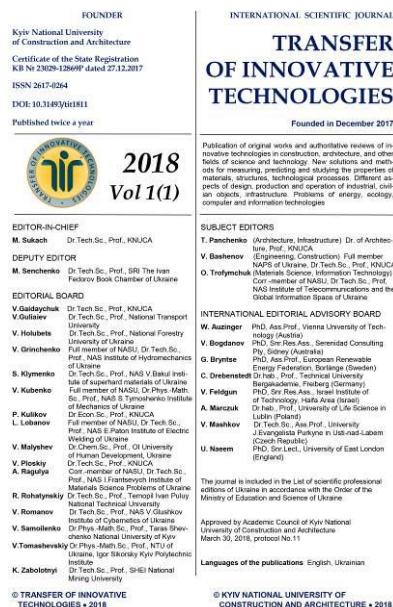 FOUNDER
Kyiv National University
of Construction and Architecture
Certificate of the State Registration
KB № 23029-12869P dated 27.12.2017
ISSN 2617-0264
DOI: 10.31493/tit1811
Published twice a year
TRANSFER OF INNOVATIVE TECHNOLOGIES
tit
2018
Vol 1(1)
EDITOR-IN-CHIEF
M. Sukach Dr.Tech.Sc., Prof., KNUCA
DEPUTY EDITOR
M. Senchenko Dr.Tech.Sc., Prof., SRI The Ivan
Fedorov Book Chamber of Ukraine
EDITORIAL BOARD
V.Gaidaychuk Dr.Tech.Sc., Prof., KNUCA
V.Guliaiev Dr.Tech.Sc., Prof., National Transport
University
V. Holubets Dr.Tech.Sc., Prof., National Forestry
University of Ukraine
V. Grinchenko Full member of NASU, Dr.Tech.Sc.,
Prof., NAS Institute of Hydromechanics
of Ukraine
S. Klymenko Dr.Tech.Sc., Prof., NAS V.Bakul Insti-
tute of superhard materials of Ukraine
V. Kubenko Full member of NASU, Dr.Phys.-Math.
Sc., Prof., NAS S.Tymoshenko Institute
of Mechanics of Ukraine
P. Kulikov Dr.Econ.Sc., Prof., KNUCA
L. Lobanov Full member of NASU, Dr.Tech.Sc.,
Prof., NAS E.Paton Institute of Electric
Welding of Ukraine
V. Malyshev Dr.Chem.Sc., Prof., OI University
of Human Development, Ukraine
V. Ploskiy Dr.Tech.Sc., Prof., KNUCA
A. Ragulya Corr.-member of NASU, Dr.Tech.Sc.,
Prof., NAS I.Frantsevych Institute of
Materials Science Problems of Ukraine
R. Rohatynskiy Dr.Tech.Sc., Prof., Ternopil Ivan Puluy
National Technical University
V. Romanov Dr.Tech.Sc., Prof., NAS V.Glushkov
Institute of Cybernetics of Ukraine
V. Samoilenko Dr.Phys.-Math.Sc., Prof., Taras Shev-
chenko National University of Kyiv
V.Tomashevskiy Dr.Phys.-Math.Sc., Prof., NTU of
Ukraine, Igor Sikorsky Kyiv Polytechnic
Institute
K. Zabolotnyi Dr.Tech.Sc., Prof., SHEI National
Mining University
© TRANSFER OF INNOVATIVE
TECHNOLOGIES • 2018
INTERNATIONAL SCIENTIFIC JOURNAL
TRANSFER
OF INNOVATIVE
TECHNOLOGIES
Founded in December 2017
Publication of original works and authoritative reviews of in-
novative technologies in construction, architecture, and other
fields of science and technology. New solutions and meth-
ods for measuring, predicting and studying the properties of
materials, structures, technological processes. Different as-
pects of design, production and operation of industrial, civil-
ian objects, infrastructure. Problems of energy, ecology,
computer and information technologies
SUBJECT EDITORS
T. Panchenko (Architecture, Infrastructure) Dr. of Architec-
ture, Prof., KNUCA
V. Bashenov (Engineering, Construction) Full member
NAPS of Ukraine, Dr.Tech.Sc., Prof., KNUCA
O. Trofymchuk (Materials Science, Information Technology)
Corr.-member of NASU, Dr.Tech.Sc., Prof,
NAS Institute of Telecommunications and the
Global Information Space of Ukraine
INTERNATIONAL EDITORIAL ADVISORY BOARD
W. Auzinger PhD, Ass.Prof., Vienna University of Tech-
nology (Austria)
V. Bogdanov PhD, Snr.Res.Ass., Serenidad Consulting
Pty, Sidney (Australia)
G. Bryntse PhD, Ass.Prof., European Renewable
Energy Federation, Borlänge (Sweden)
C. Drebenstedt Dr.hab., Prof., Technical University
Bergakademie, Freiberg (Germany)
V. Feldgun PhD, Snr.Res.Ass., Israel Institute of
of Technology, Haifa Area (Israel)
A. Marczuk Dr.heb., Prof., University of Life Science in
Lublin (Poland)
V. Mashkov Dr.Tech.Sc., Ass.Prof., University
J.Evangelista Purkyne in Usti-nad-Labem
(Czech Republic)
U. Naeem PhD, Snr.Lect., University of East London
(England)
The journal is included in the List of scientific professional
editions of Ukraine in accordance with the Order of the
Ministry of Education and Science of Ukraine
Approved by Academic Council of Kyiv National
University of Construction and Architecture
March 30, 2018, protocol No.11
Languages of the publications English, Ukrainian
© KYIV NATIONAL UNIVERSITY OF
CONSTRUCTION AND ARCHITECTURE • 2018